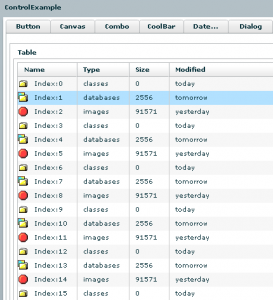 ControlExample
Button Canvas Combo CoolBar Date... Dialog
Table
Name Type Size Modified
Index:0 classes 0 today
Index:1 databases 2556 tomorrow
Index:2 images 91571 yesterday
Index:3 classes 0 today
Index:4 databases 2556 tomorrow
Index:5 images 91571 yesterday
Index:6 classes 0 today
Index:7 databases 2556 tomorrow
Index:8 images 91571 yesterday
Index:9 classes 0 today
Index:10 databases 2556 tomorrow
Index:11 images 91571 yesterday
Index:12 classes 0 today
Index:13 databases 2556 tomorrow
Index:14 images 91571 yesterday
Index:15 classes 0 today